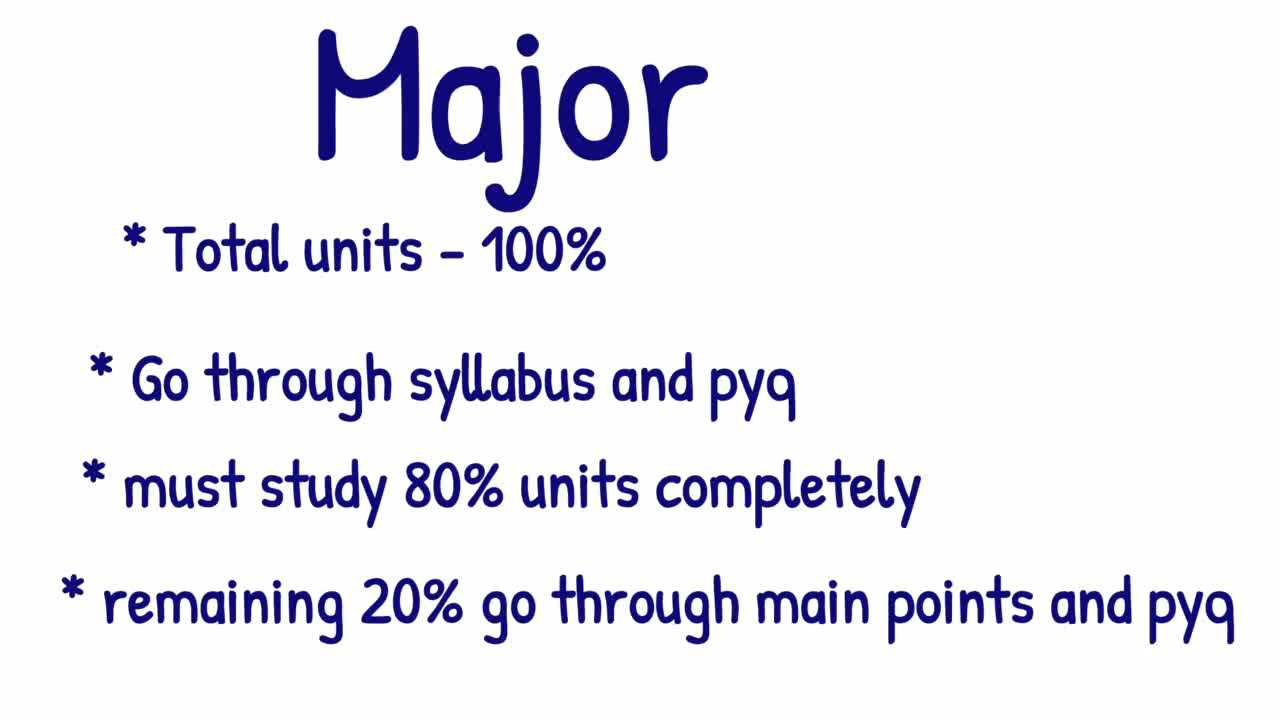 Major
* Total units - 100%
* Go through syllabus and pyq
* must study 80% units completely
* remaining 20% go through main points and pyq